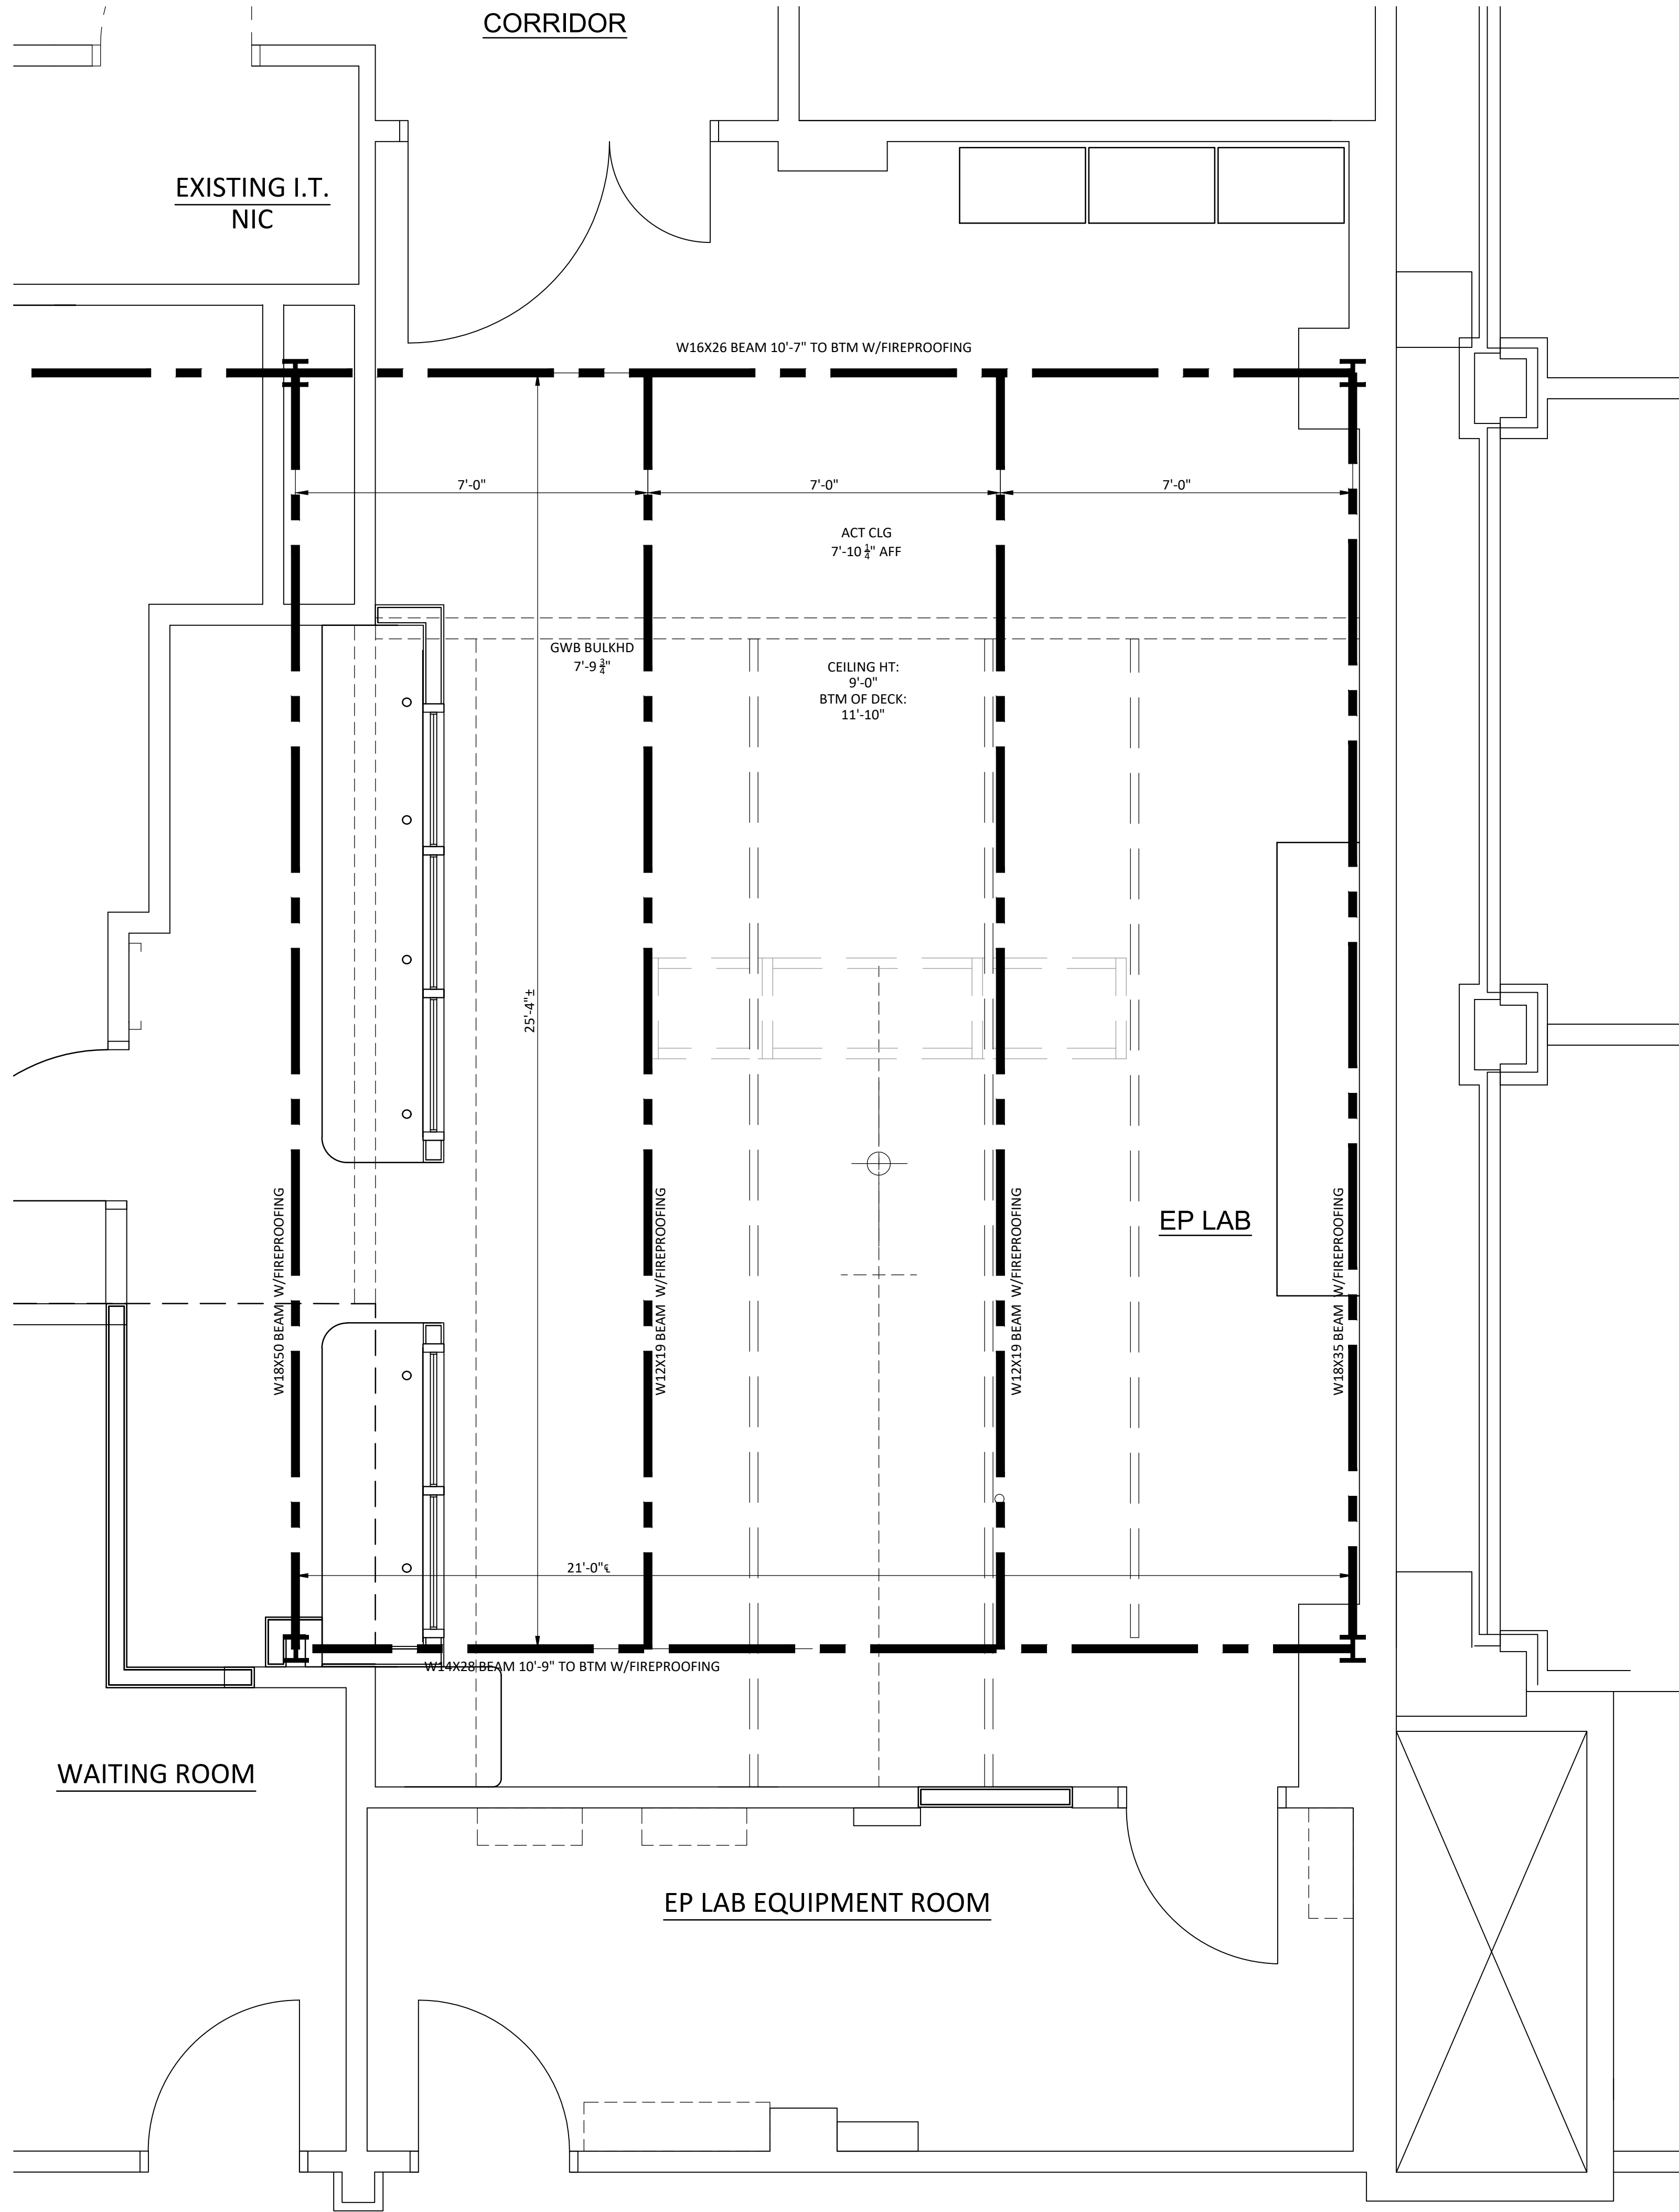 CORRIDOR
EXISTING I.T.
NIC
W16X26 BEAM 10'-7" TO BTM W/FIREPROOFING
7'-0"
7'-0"
7'-0"
ACT CLG
7'-10 1/4" AFF
GWB BULKHD
7'-9 3/4"
CEILING HT:
9'-0"
BTM OF DECK:
11'-10"
25'-4"±
W18X50 BEAM W/FIREPROOFING
W12X19 BEAM W/FIREPROOFING
W12X19 BEAM W/FIREPROOFING
W18X35 BEAM W/FIREPROOFING
EP LAB
21'-0"℄
W14X28 BEAM 10'-9" TO BTM W/FIREPROOFING
WAITING ROOM
EP LAB EQUIPMENT ROOM